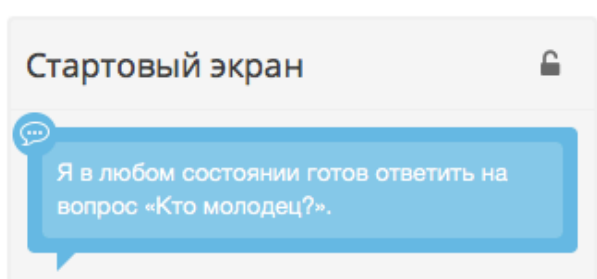 Стартовый экран
Я в любом состоянии готов ответить на
вопрос «Кто молодец?».